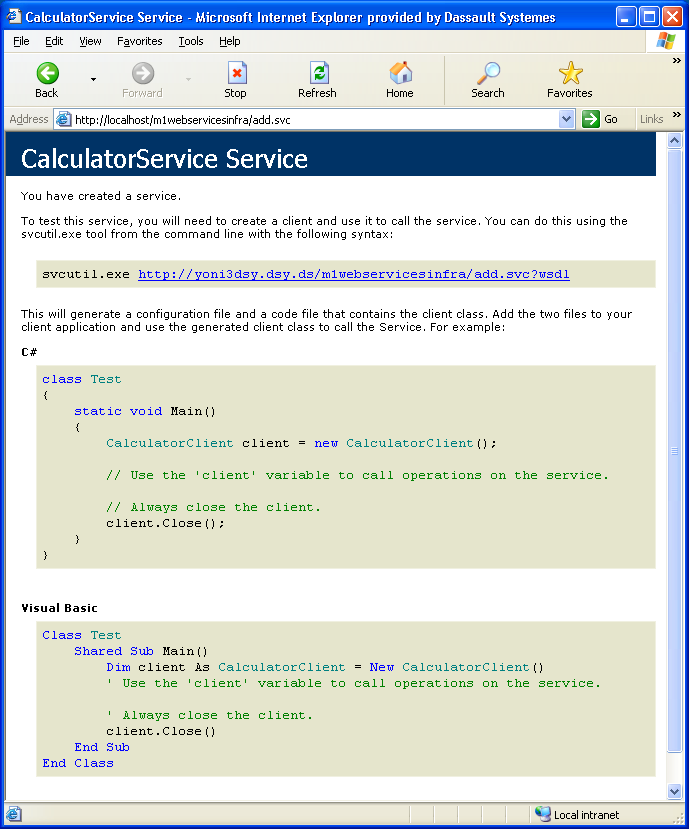 CalculatorService Service - Microsoft Internet Explorer provided by Dassault Systemes
File Edit View Favorites Tools Help »
Back Forward Stop Refresh Home Search Favorites
Address http://localhost/m1webservicesinfra/add.svc Go Links »
CalculatorService Service
You have created a service.
To test this service, you will need to create a client and use it to call the service. You can do this using the
svcutil.exe tool from the command line with the following syntax:
svcutil.exe http://yoni3dsy.dsy.ds/m1webservicesinfra/add.svc?wsdl
This will generate a configuration file and a code file that contains the client class. Add the two files to your
client application and use the generated client class to call the Service. For example:
C#
class Test
{
    static void Main()
    {
        CalculatorClient client = new CalculatorClient();
        // Use the 'client' variable to call operations on the service.
        // Always close the client.
        client.Close();
    }
}
Visual Basic
Class Test
    Shared Sub Main()
        Dim client As CalculatorClient = New CalculatorClient()
        ' Use the 'client' variable to call operations on the service.
        ' Always close the client.
        client.Close()
    End Sub
End Class
Local intranet